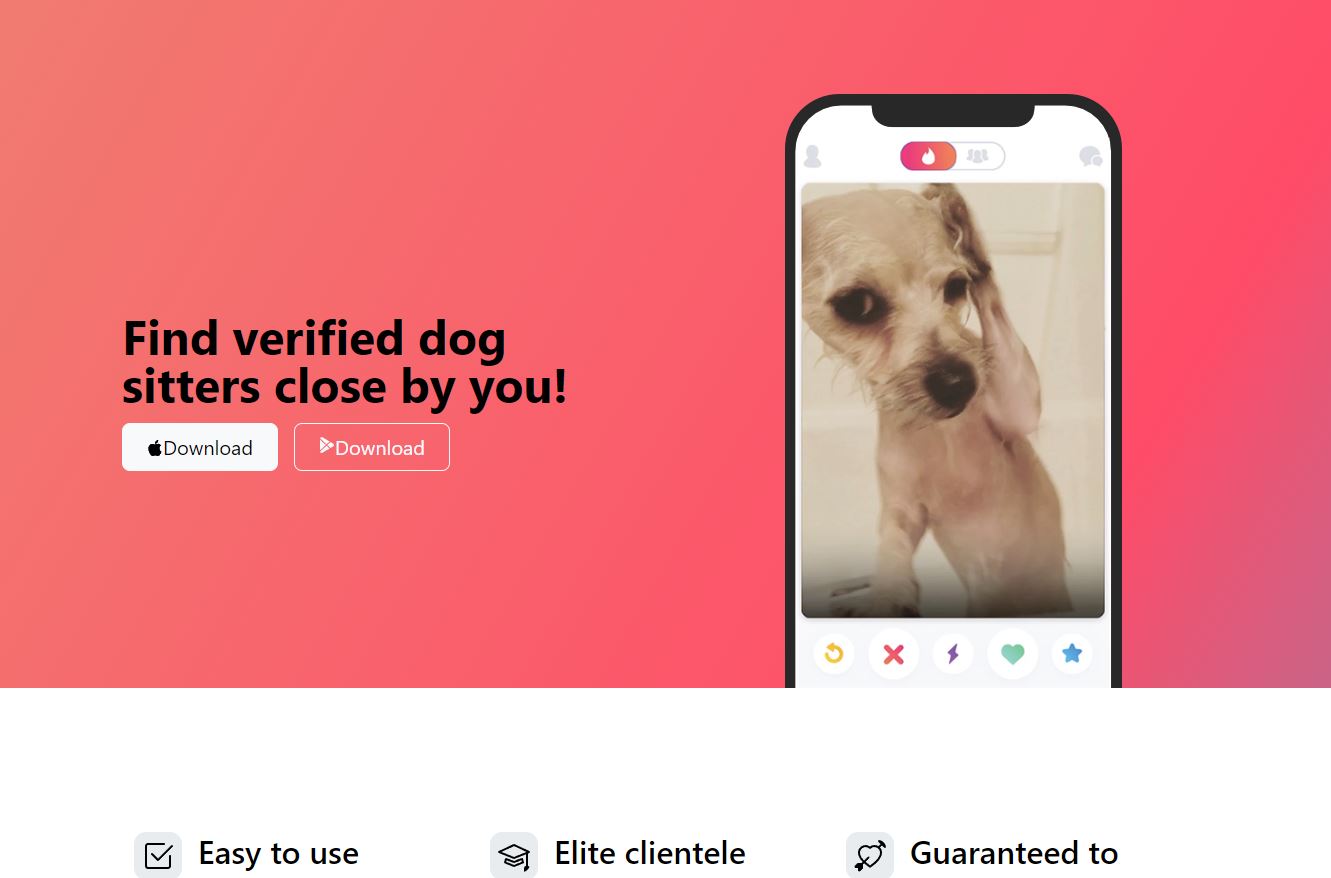 Find verified dog
sitters close by you!
Download
Download
Easy to use
Elite clientele
Guaranteed to